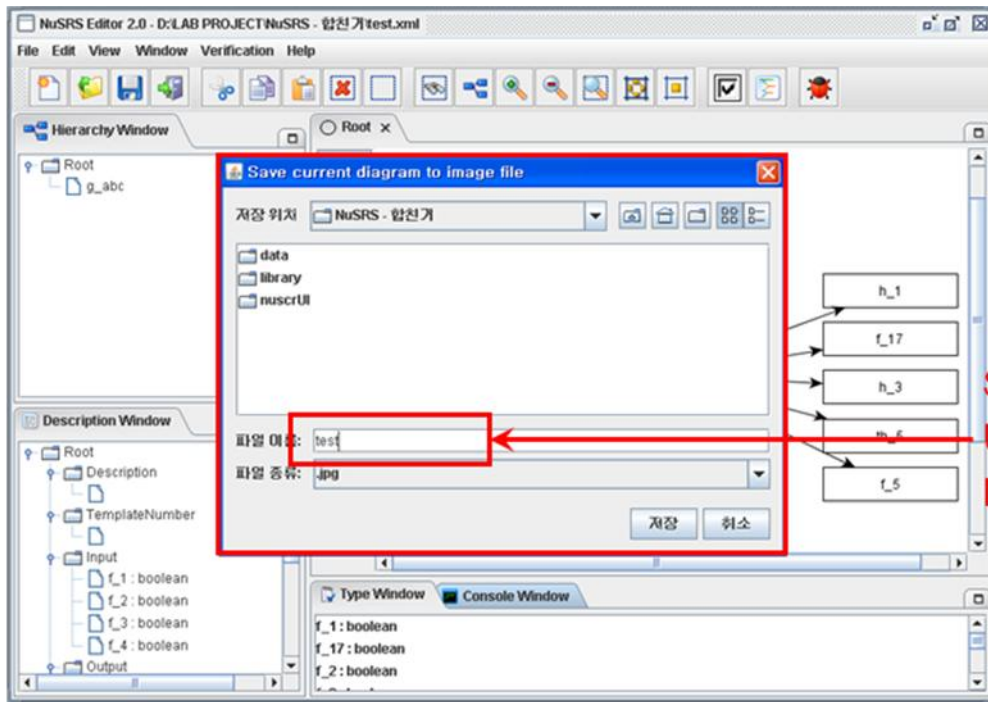 NuSRS Editor 2.0 - D:\LAB PROJECT\NuSRS - 합친기\test.xml
File Edit View Window Verification Help
Hierarchy Window
Root
g_abc
Root
Save current diagram to image file
저장 위치
NuSRS - 합친기
data
library
nuscrUI
파일 이름:
test
파일 종류:
.jpg
저장
취소
h_1
f_17
h_3
th_5
f_5
Description Window
Root
Description
TemplateNumber
Input
f_1 : boolean
f_2 : boolean
f_3 : boolean
f_4 : boolean
Output
Type Window
Console Window
f_1 : boolean
f_17 : boolean
f_2 : boolean